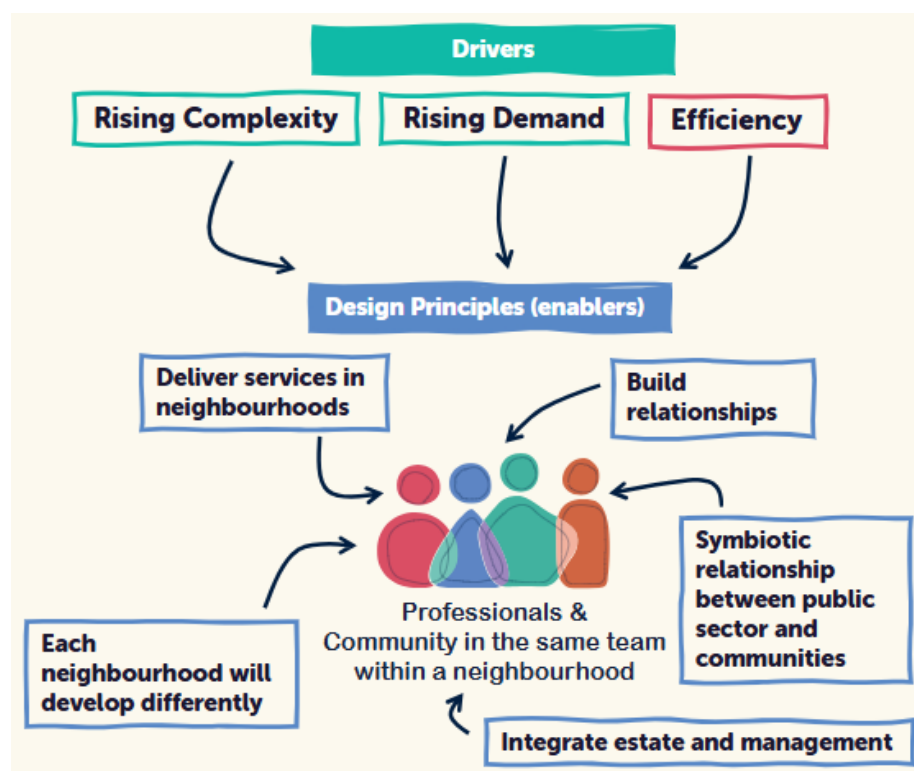 Drivers
Rising Complexity
Rising Demand
Efficiency
Design Principles (enablers)
Deliver services in
neighbourhoods
Build
relationships
Symbiotic
relationship
between public
sector and
communities
Professionals &
Community in the same team
within a neighbourhood
Each
neighbourhood will
develop differently
Integrate estate and management